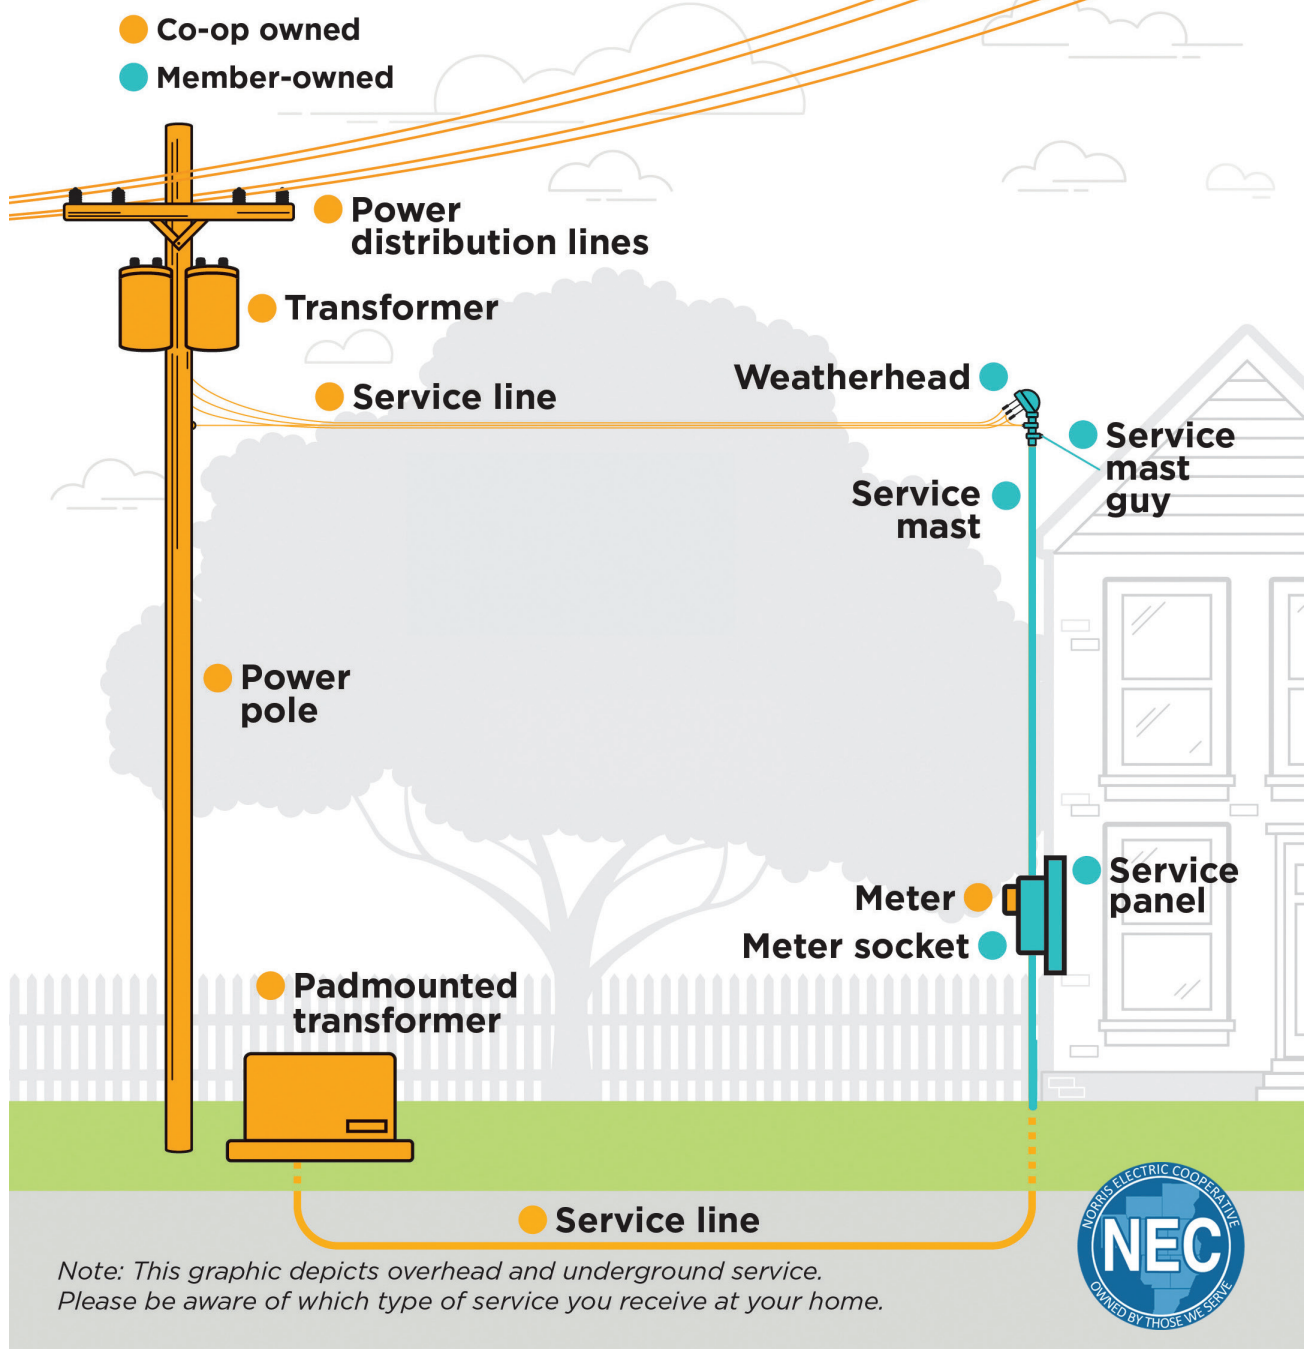 Co-op owned
Member-owned
Power
distribution lines
Transformer
Service line
Weatherhead
Service
mast
guy
Service
mast
Power
pole
Service
panel
Meter
Meter socket
Padmounted
transformer
Service line
Note: This graphic depicts overhead and underground service.
Please be aware of which type of service you receive at your home.
NORRIS ELECTRIC COOPERATIVE
NEC
OWNED BY THOSE WE SERVE